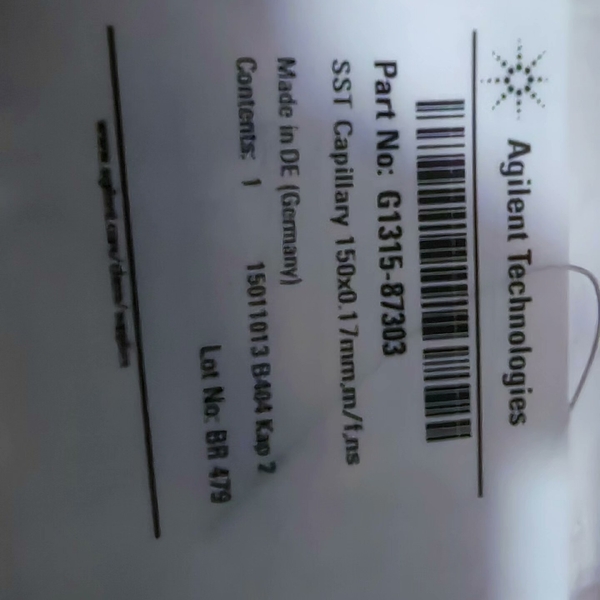 Agilent Technologies
Part No: G1315-87303
SST Capillary 150x0.17mm,m/f,ns
Made in DE (Germany)
Contents: 1 15011013 B404 Kap 2
Lot No: BR 479